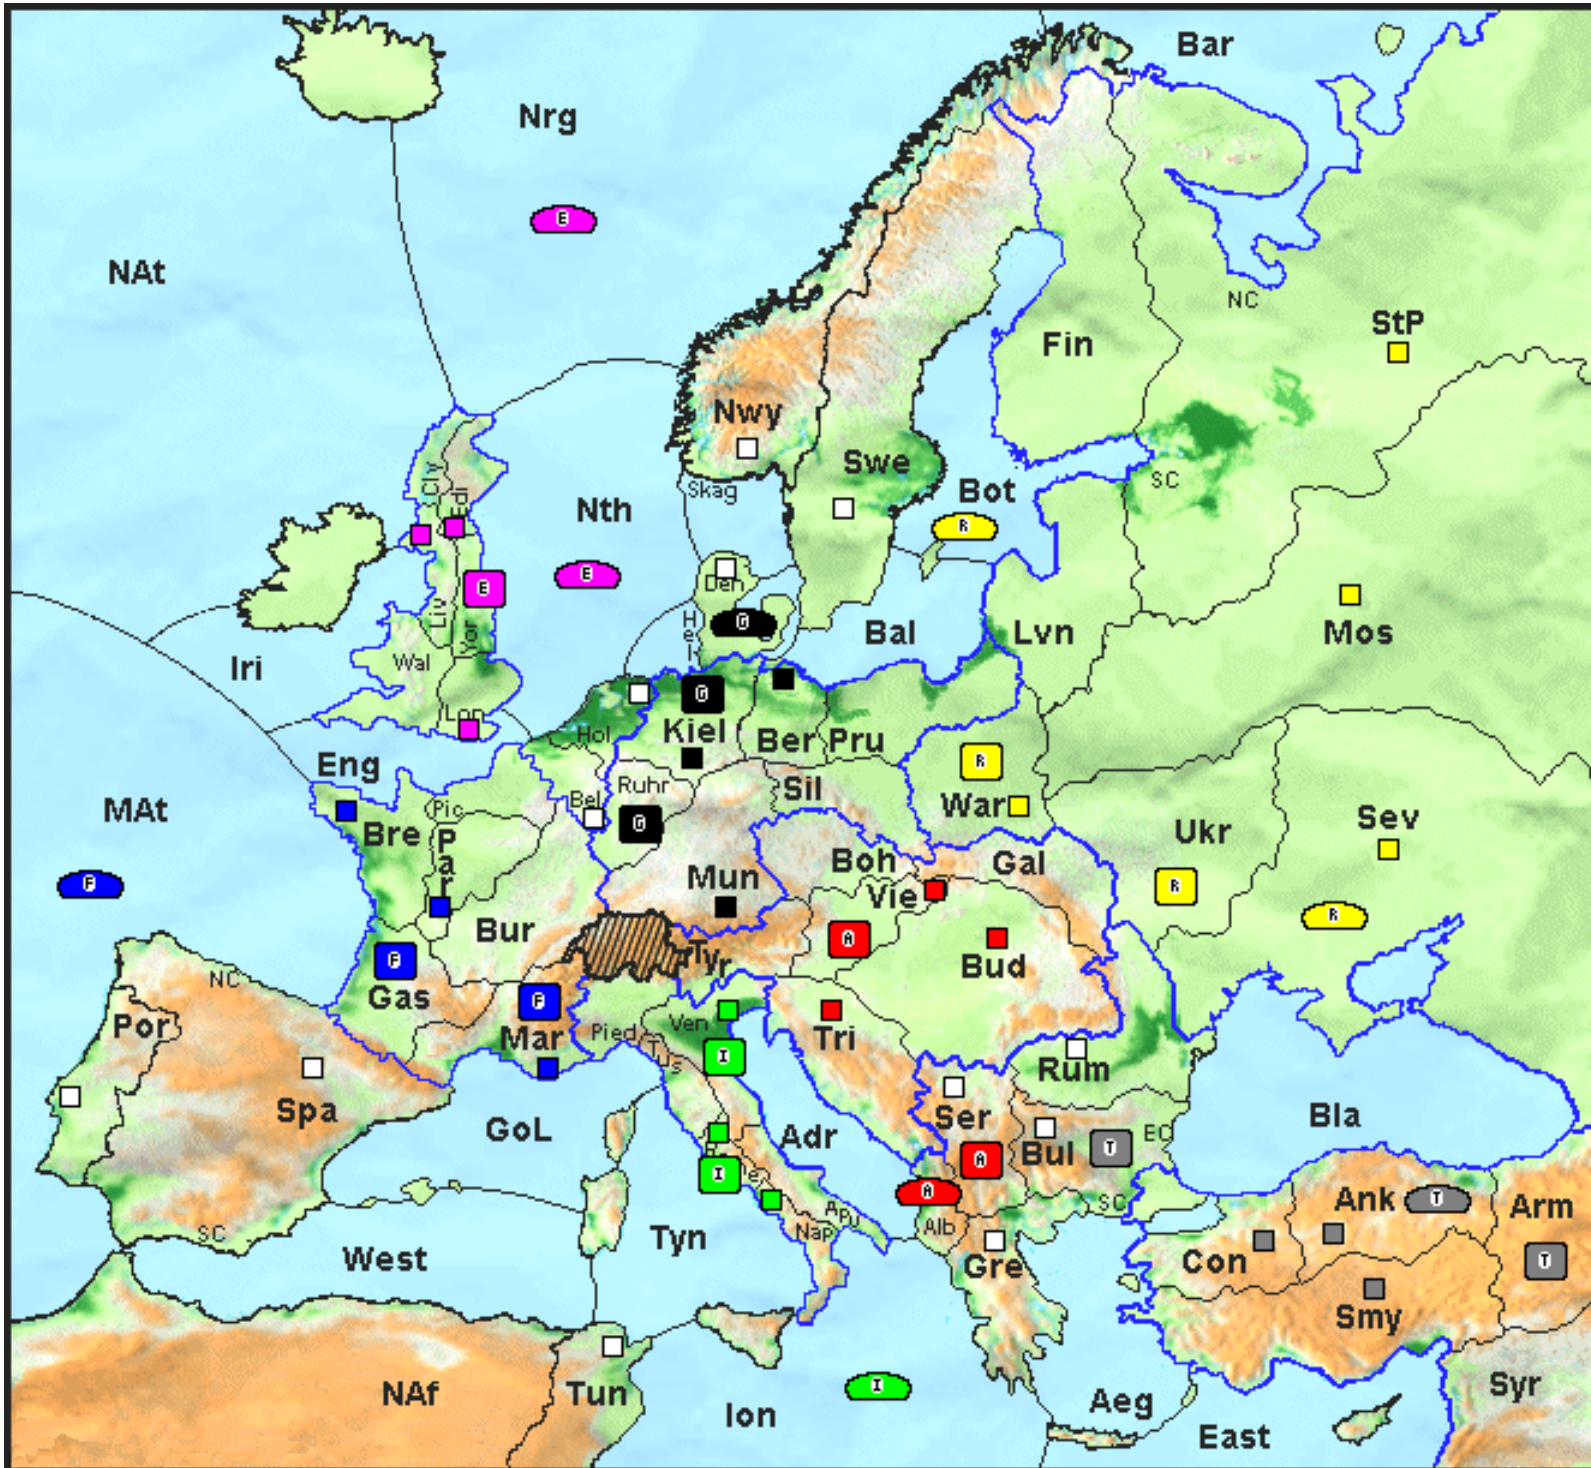 Bar
Nrg
E
NAt
NC
StP
Fin
Nwy
Swe
Cly
Edi
Skag
Bot
SC
Nth
R
E
E
Den
Mos
Liv
Yor
Hel
G
Bal
Lvn
Iri
Wal
G
Lon
Hol
Kiel
Ber
Pru
R
Eng
Ruhr
Sil
War
MAt
Pic
Bel
Bre
Par
G
Boh
Gal
Ukr
Sev
F
Mun
Vie
R
R
Bur
A
F
Tyr
Bud
NC
Gas
F
Por
Mar
Pied
Ven
Tri
Tus
I
Rum
Spa
Ser
GoL
Adr
Bul
EC
Bla
A
T
I
A
SC
Ank
T
Arm
SC
Tyn
Apu
Nap
Alb
West
Gre
Con
T
Smy
NAf
Tun
I
Ion
Aeg
Syr
East